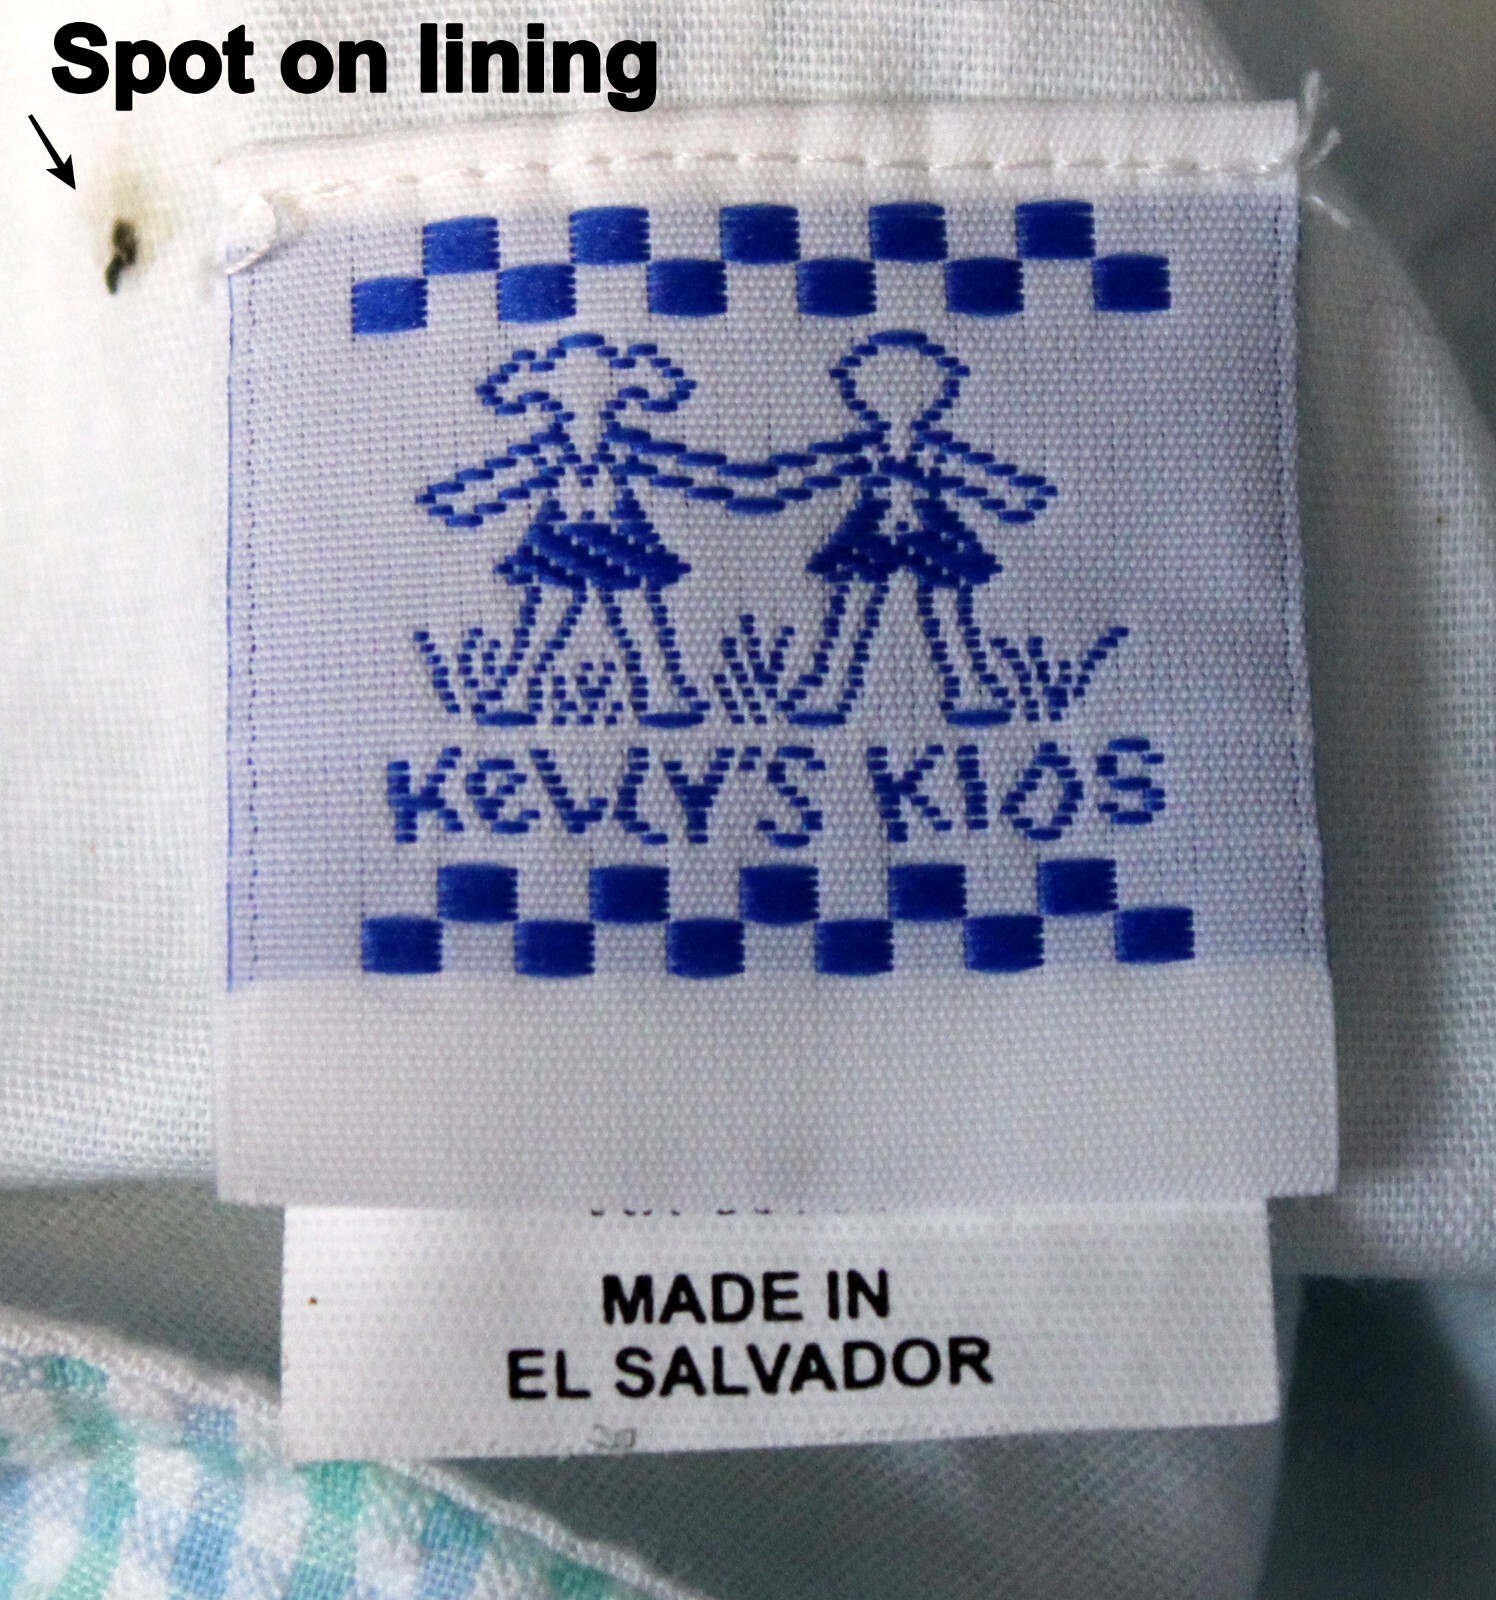 Spot on lining
KeLLY'S KIDS
MADE IN
EL SALVADOR